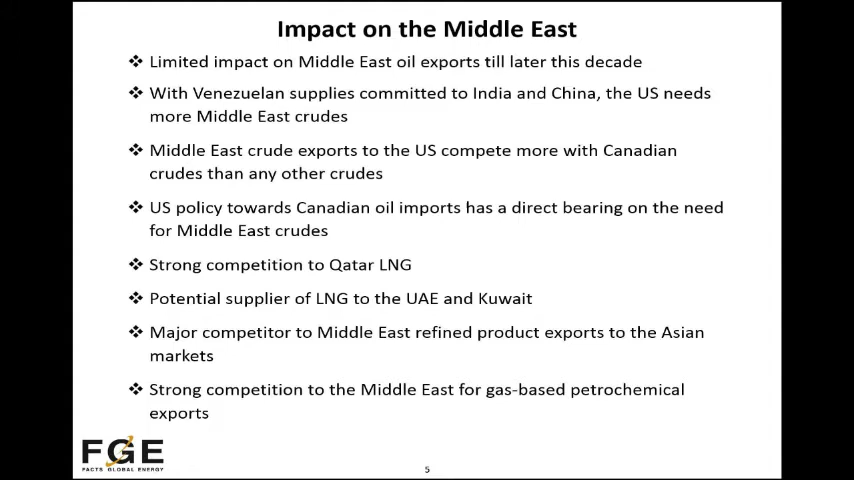 Impact on the Middle East
❖ Limited impact on Middle East oil exports till later this decade
❖ With Venezuelan supplies committed to India and China, the US needs
more Middle East crudes
❖ Middle East crude exports to the US compete more with Canadian
crudes than any other crudes
❖ US policy towards Canadian oil imports has a direct bearing on the need
for Middle East crudes
❖ Strong competition to Qatar LNG
❖ Potential supplier of LNG to the UAE and Kuwait
❖ Major competitor to Middle East refined product exports to the Asian
markets
❖ Strong competition to the Middle East for gas-based petrochemical
exports
FGE
FACTS GLOBAL ENERGY
5